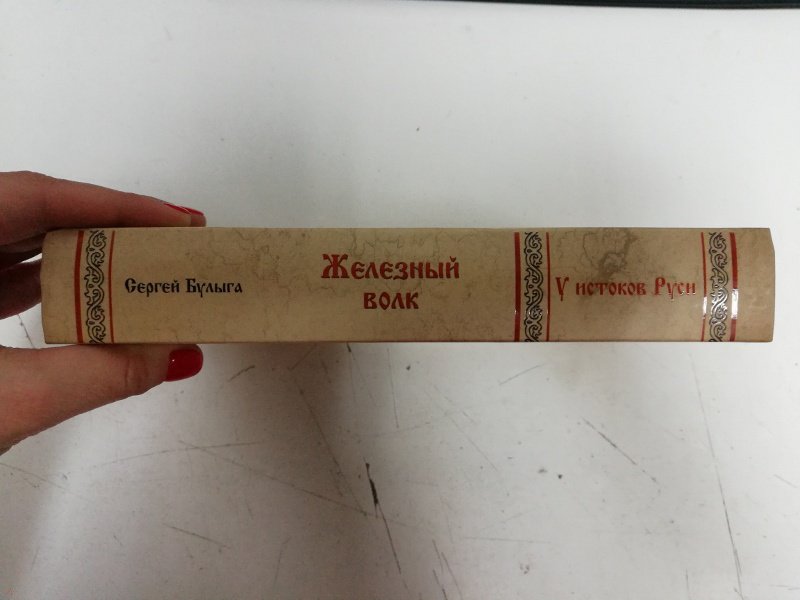 Сергей Булыга
Железный
волк
У истоков Руси